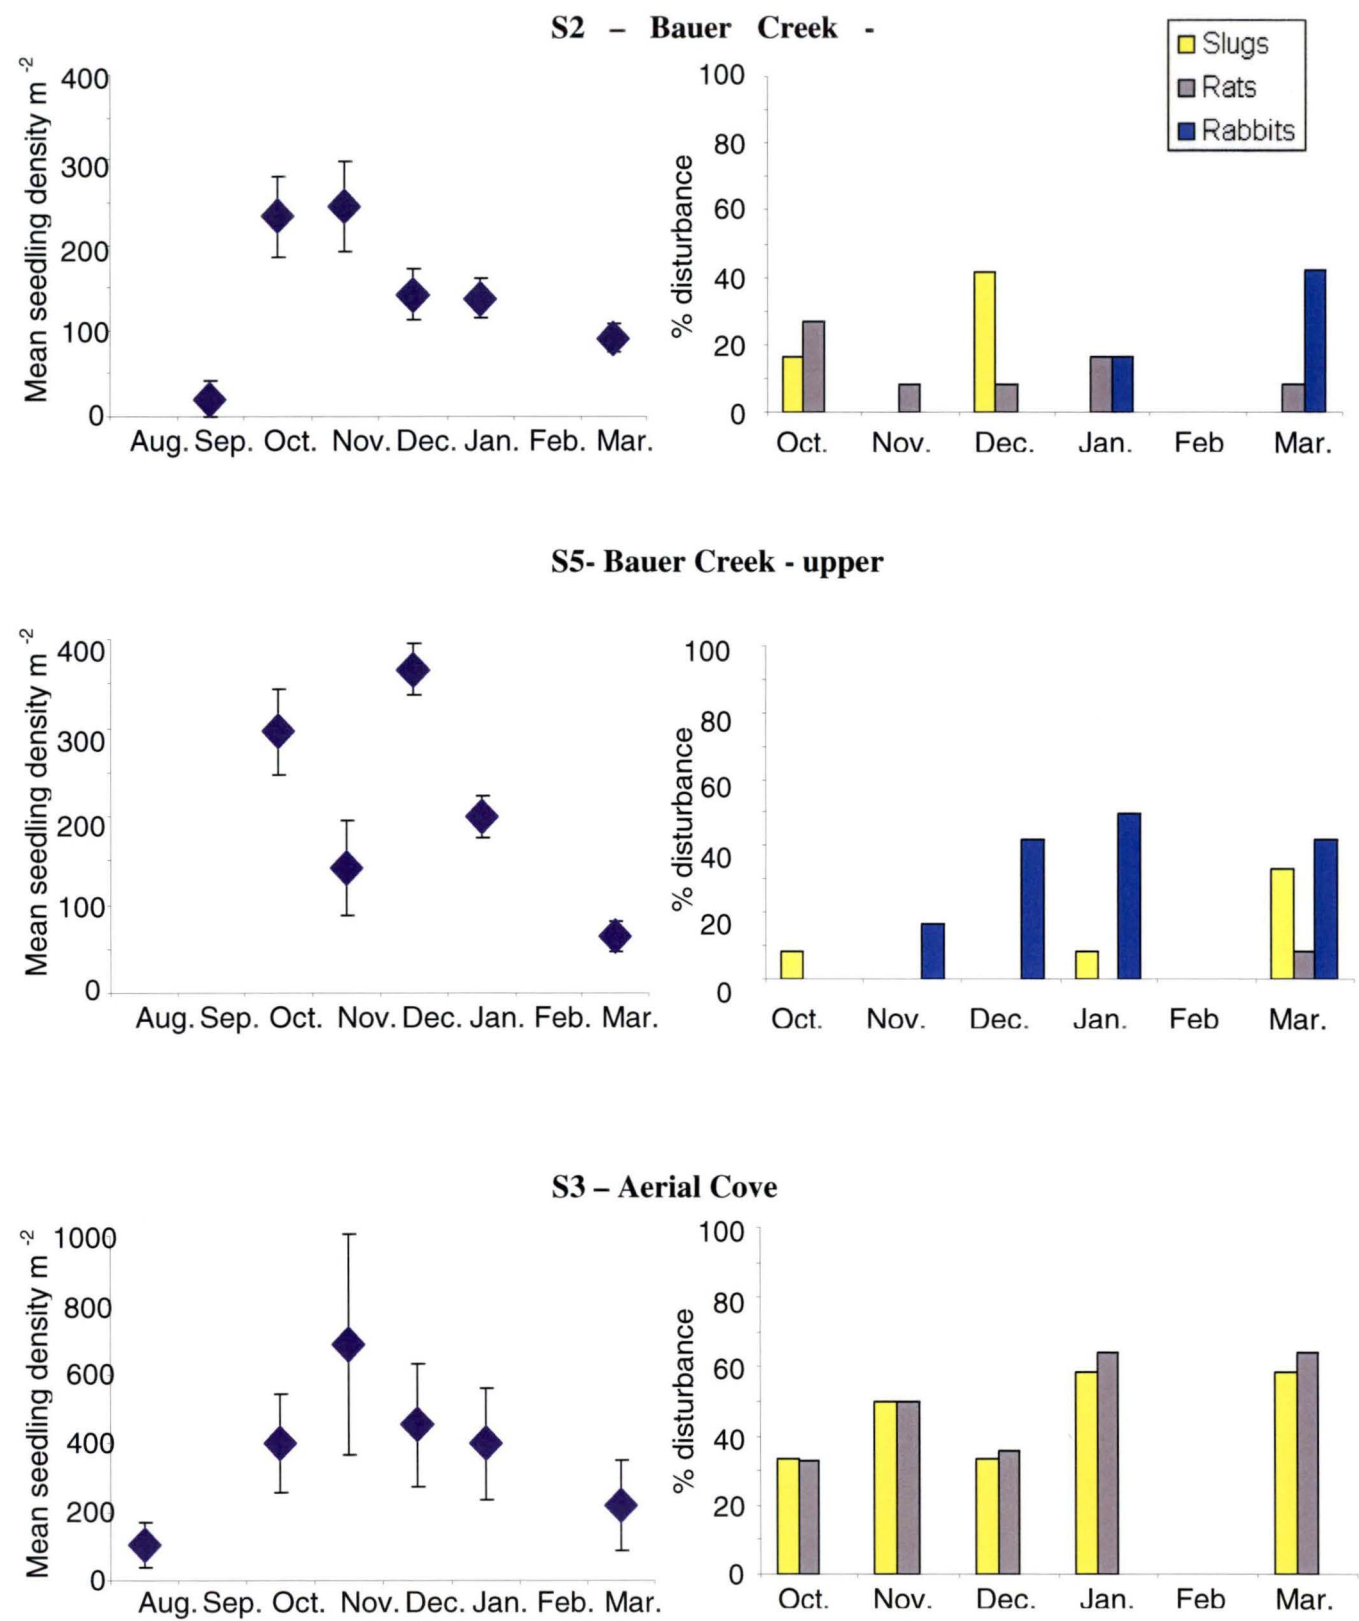 S2 – Bauer Creek -
Slugs
Rats
Rabbits
Mean seedling density m -2
400
300
200
100
0
Aug. Sep. Oct. Nov. Dec. Jan. Feb. Mar.
% disturbance
100
80
60
40
20
0
Oct. Nov. Dec. Jan. Feb Mar.
S5- Bauer Creek - upper
Mean seedling density m -2
400
300
200
100
0
Aug. Sep. Oct. Nov. Dec. Jan. Feb. Mar.
% disturbance
100
80
60
40
20
0
Oct. Nov. Dec. Jan. Feb Mar.
S3 – Aerial Cove
Mean seedling density m -2
1000
800
600
400
200
0
Aug. Sep. Oct. Nov. Dec. Jan. Feb. Mar.
% disturbance
100
80
60
40
20
0
Oct. Nov. Dec. Jan. Feb Mar.